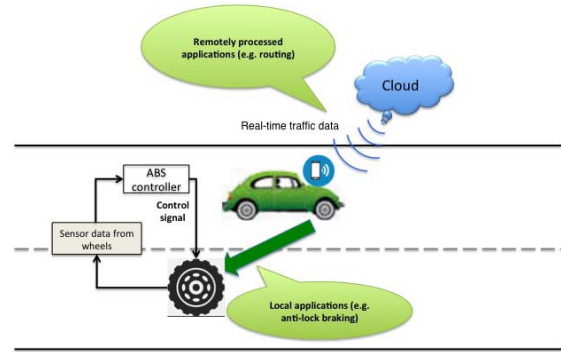 Remotely processed
applications (e.g. routing)
Cloud
Real-time traffic data
ABS
controller
Control
signal
Sensor data from
wheels
Local applications (e.g.
anti-lock braking)